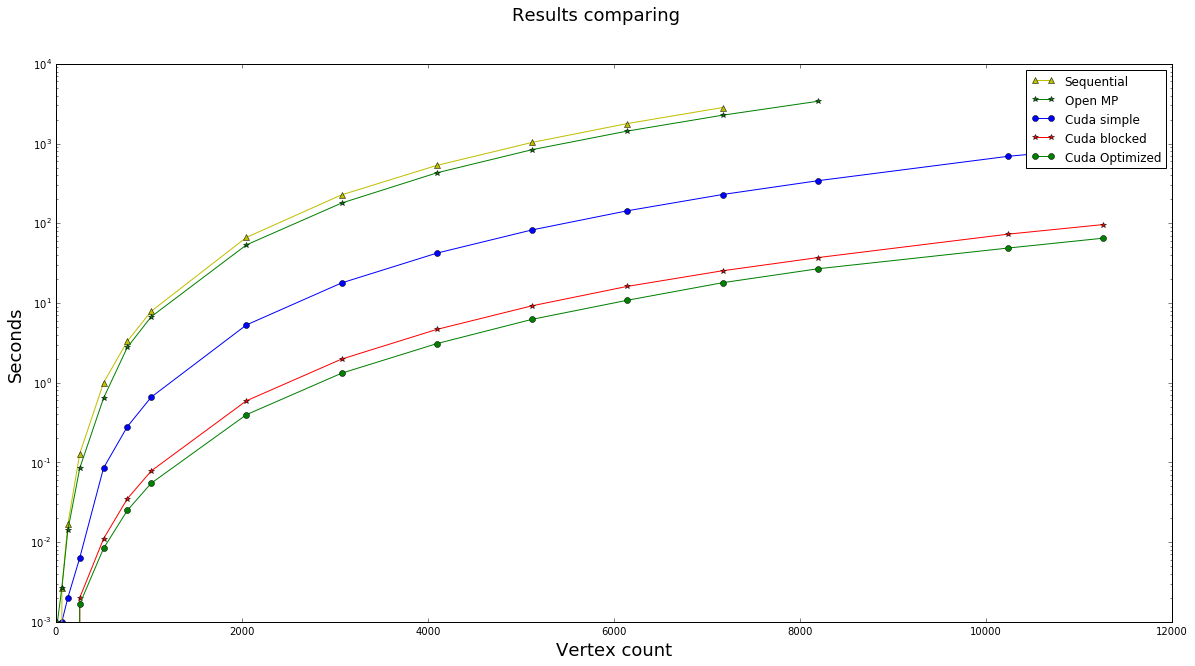 Results comparing
10^4
10^3
10^2
10^1
10^0
10^-1
10^-2
10^-3
Seconds
Sequential
Open MP
Cuda simple
Cuda blocked
Cuda Optimized
0 2000 4000 6000 8000 10000 12000
Vertex count